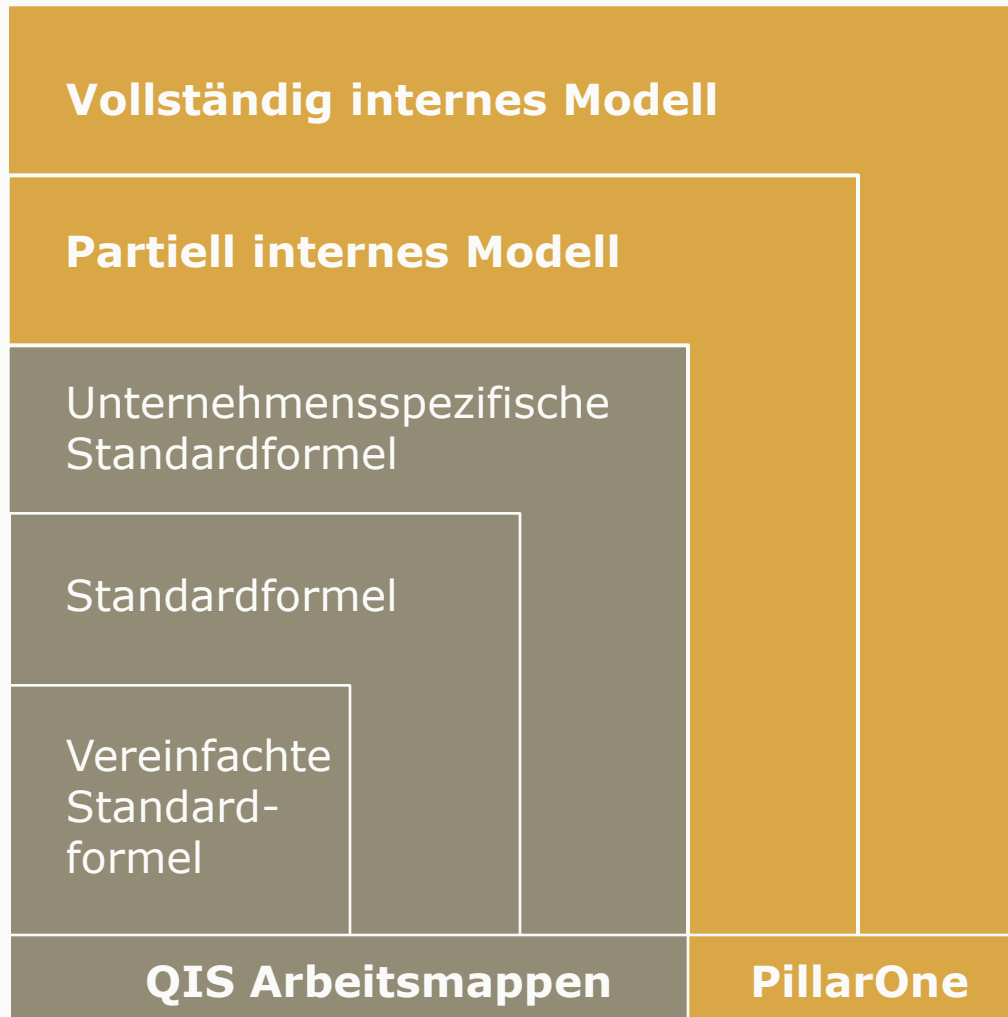 Vollständig internes Modell
Partiell internes Modell
Unternehmensspezifische
Standardformel
Standardformel
Vereinfachte
Standard-
formel
QIS Arbeitsmappen
PillarOne